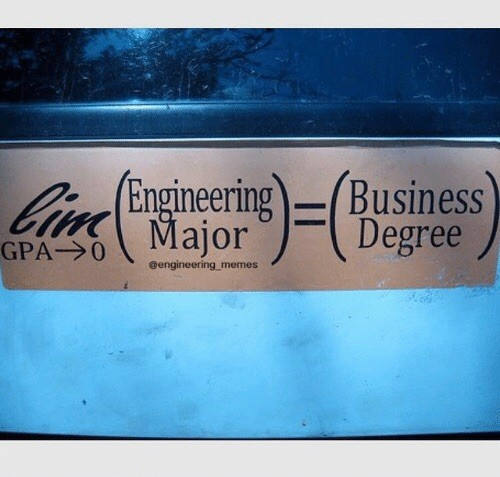 lim (Engineering Major) = (Business Degree)
GPA→0
@engineering_memes